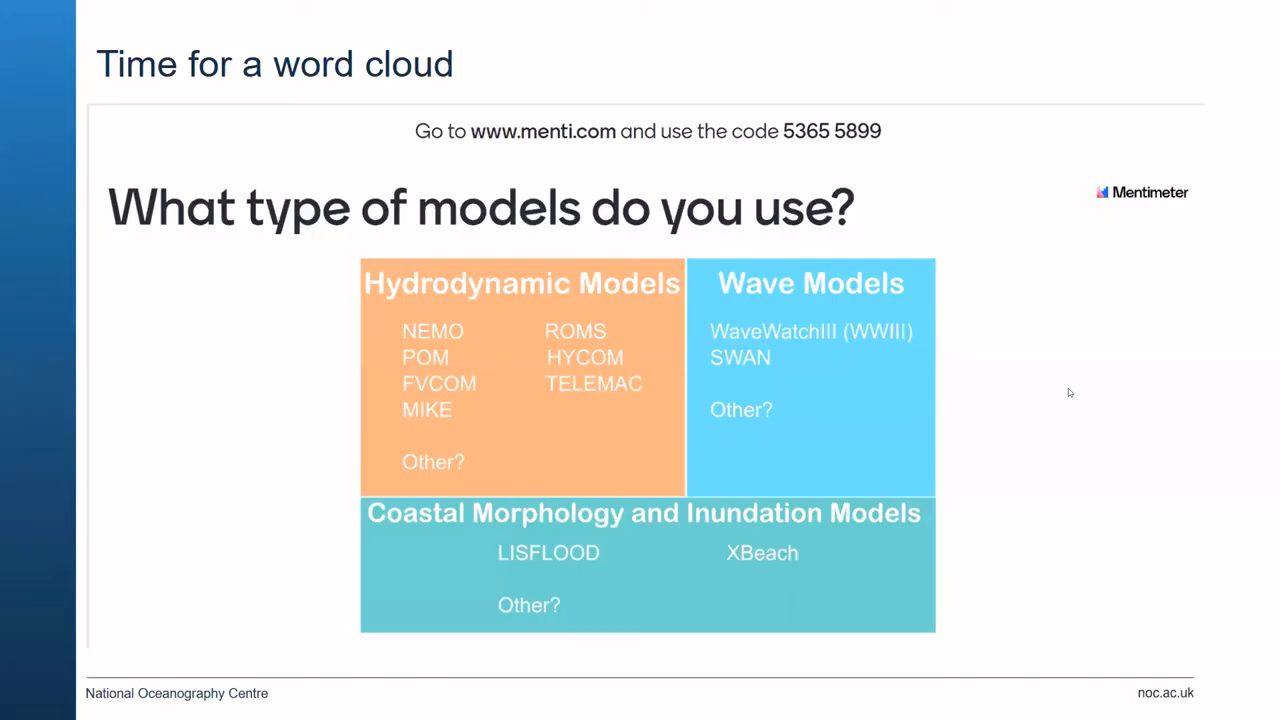 Time for a word cloud
Go to www.menti.com and use the code 5365 5899
What type of models do you use?
Mentimeter
Hydrodynamic Models
NEMO ROMS
POM HYCOM
FVCOM TELEMAC
MIKE
Other?
Wave Models
WaveWatchIII (WWIII)
SWAN
Other?
Coastal Morphology and Inundation Models
LISFLOOD XBeach
Other?
National Oceanography Centre
noc.ac.uk